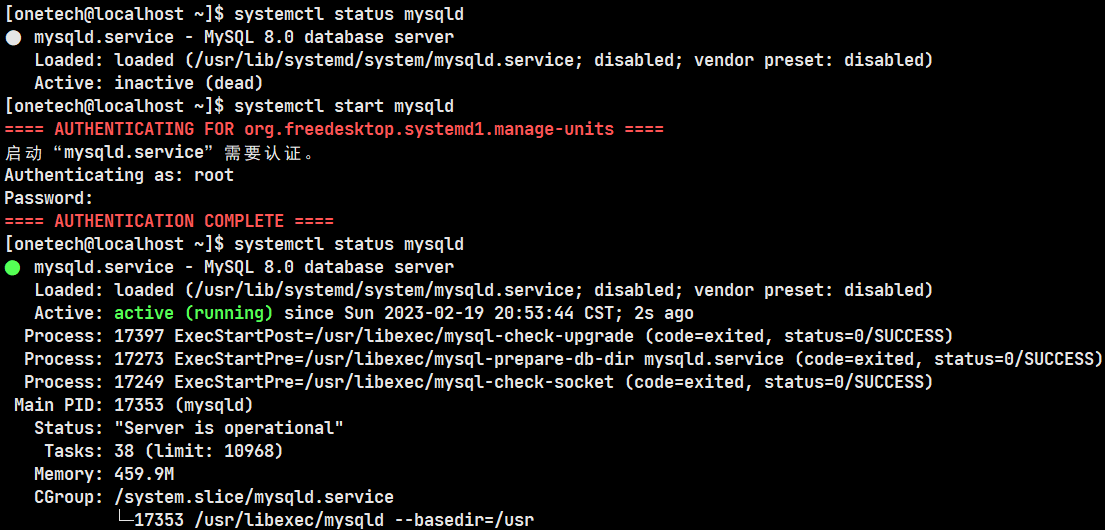 [onetech@localhost ~]$ systemctl status mysqld
● mysqld.service - MySQL 8.0 database server
   Loaded: loaded (/usr/lib/systemd/system/mysqld.service; disabled; vendor preset: disabled)
   Active: inactive (dead)
[onetech@localhost ~]$ systemctl start mysqld
==== AUTHENTICATING FOR org.freedesktop.systemd1.manage-units ====
启动“mysqld.service”需要认证。
Authenticating as: root
Password:
==== AUTHENTICATION COMPLETE ====
[onetech@localhost ~]$ systemctl status mysqld
● mysqld.service - MySQL 8.0 database server
   Loaded: loaded (/usr/lib/systemd/system/mysqld.service; disabled; vendor preset: disabled)
   Active: active (running) since Sun 2023-02-19 20:53:44 CST; 2s ago
  Process: 17397 ExecStartPost=/usr/libexec/mysql-check-upgrade (code=exited, status=0/SUCCESS)
  Process: 17273 ExecStartPre=/usr/libexec/mysql-prepare-db-dir mysqld.service (code=exited, status=0/SUCCESS)
  Process: 17249 ExecStartPre=/usr/libexec/mysql-check-socket (code=exited, status=0/SUCCESS)
 Main PID: 17353 (mysqld)
   Status: "Server is operational"
    Tasks: 38 (limit: 10968)
   Memory: 459.9M
   CGroup: /system.slice/mysqld.service
           └─17353 /usr/libexec/mysqld --basedir=/usr